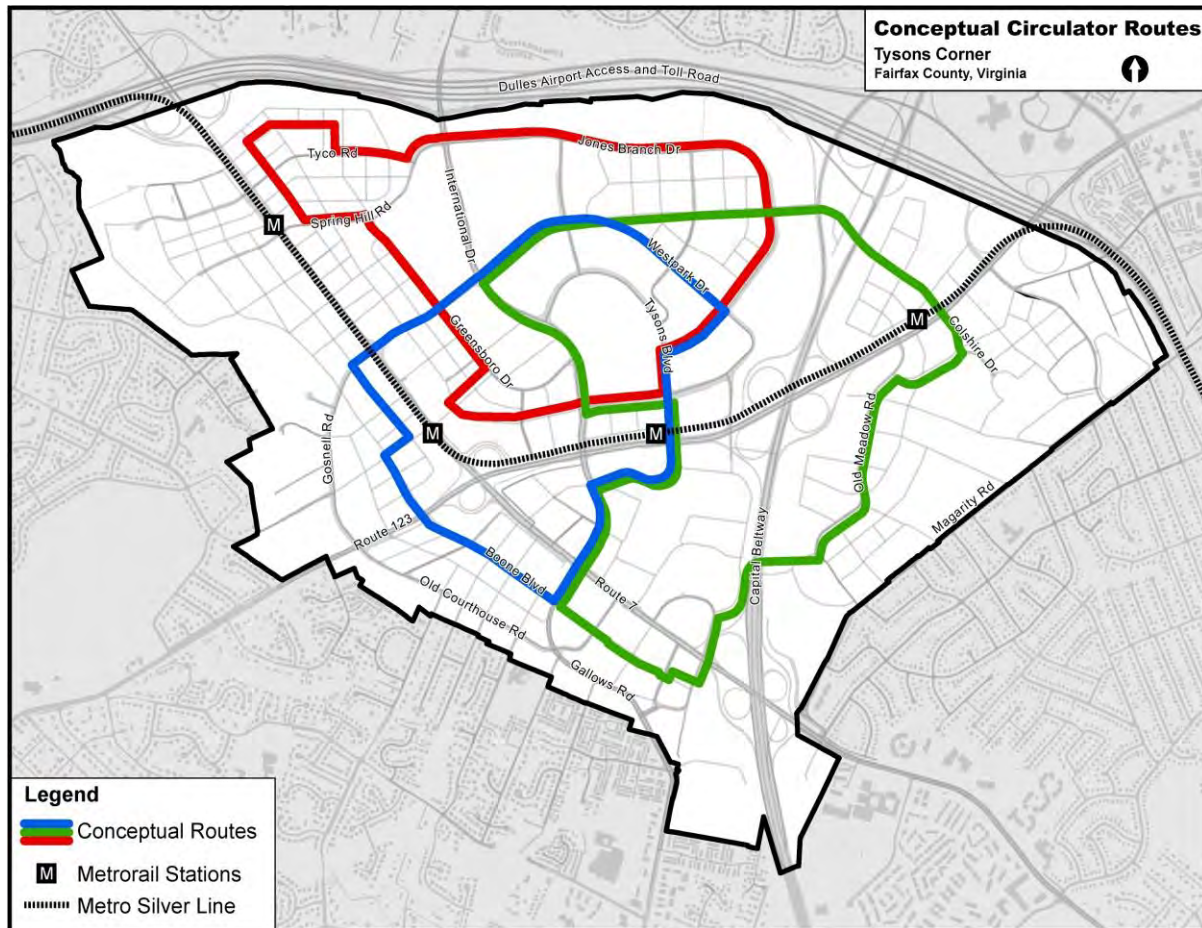 Conceptual Circulator Routes
Tysons Corner
Fairfax County, Virginia
Dulles Airport Access and Toll Road
Jones Branch Dr
Tyco Rd
International Dr
Spring Hill Rd
M
Westpark Dr
Tysons Blvd
Greensboro Dr
M
Colshire Dr
M
M
Gosnell Rd
Old Meadow Rd
Magarity Rd
Route 123
Boone Blvd
Route 7
Capital Beltway
Old Courthouse Rd
Gallows Rd
Legend
Conceptual Routes
M Metrorail Stations
Metro Silver Line